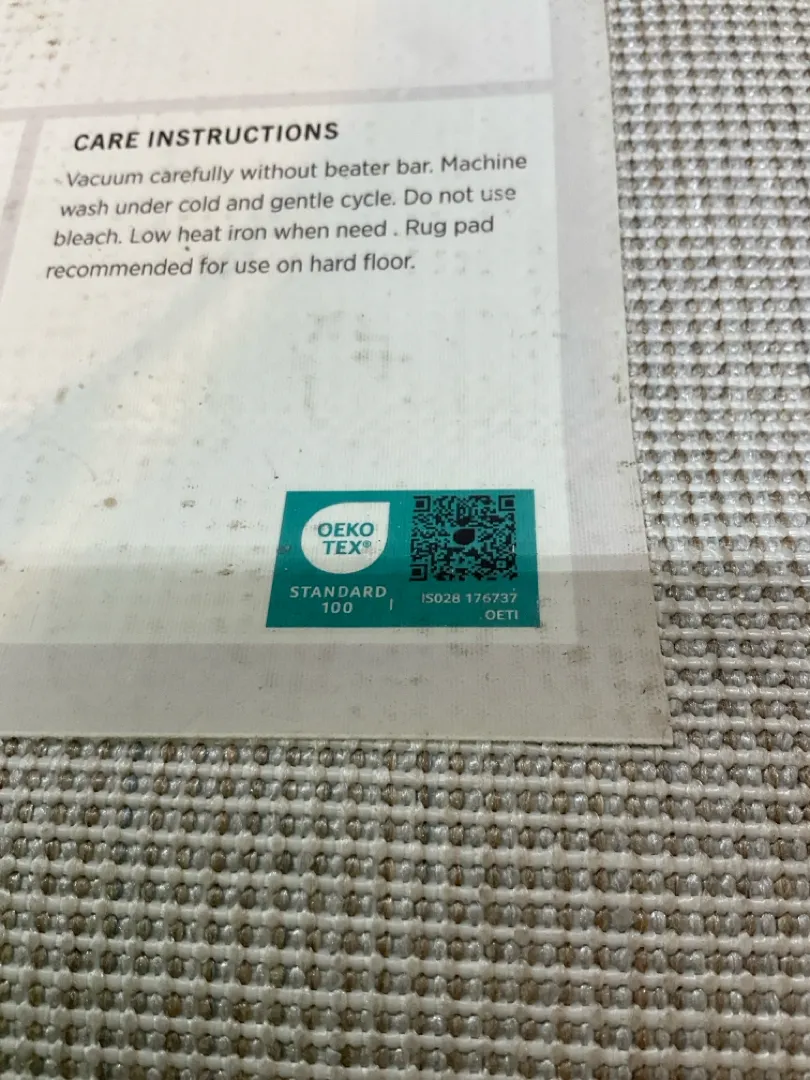 CARE INSTRUCTIONS
Vacuum carefully without beater bar. Machine
wash under cold and gentle cycle. Do not use
bleach. Low heat iron when need . Rug pad
recommended for use on hard floor.
OEKO
TEX®
STANDARD
100
IS028 176737
OETI